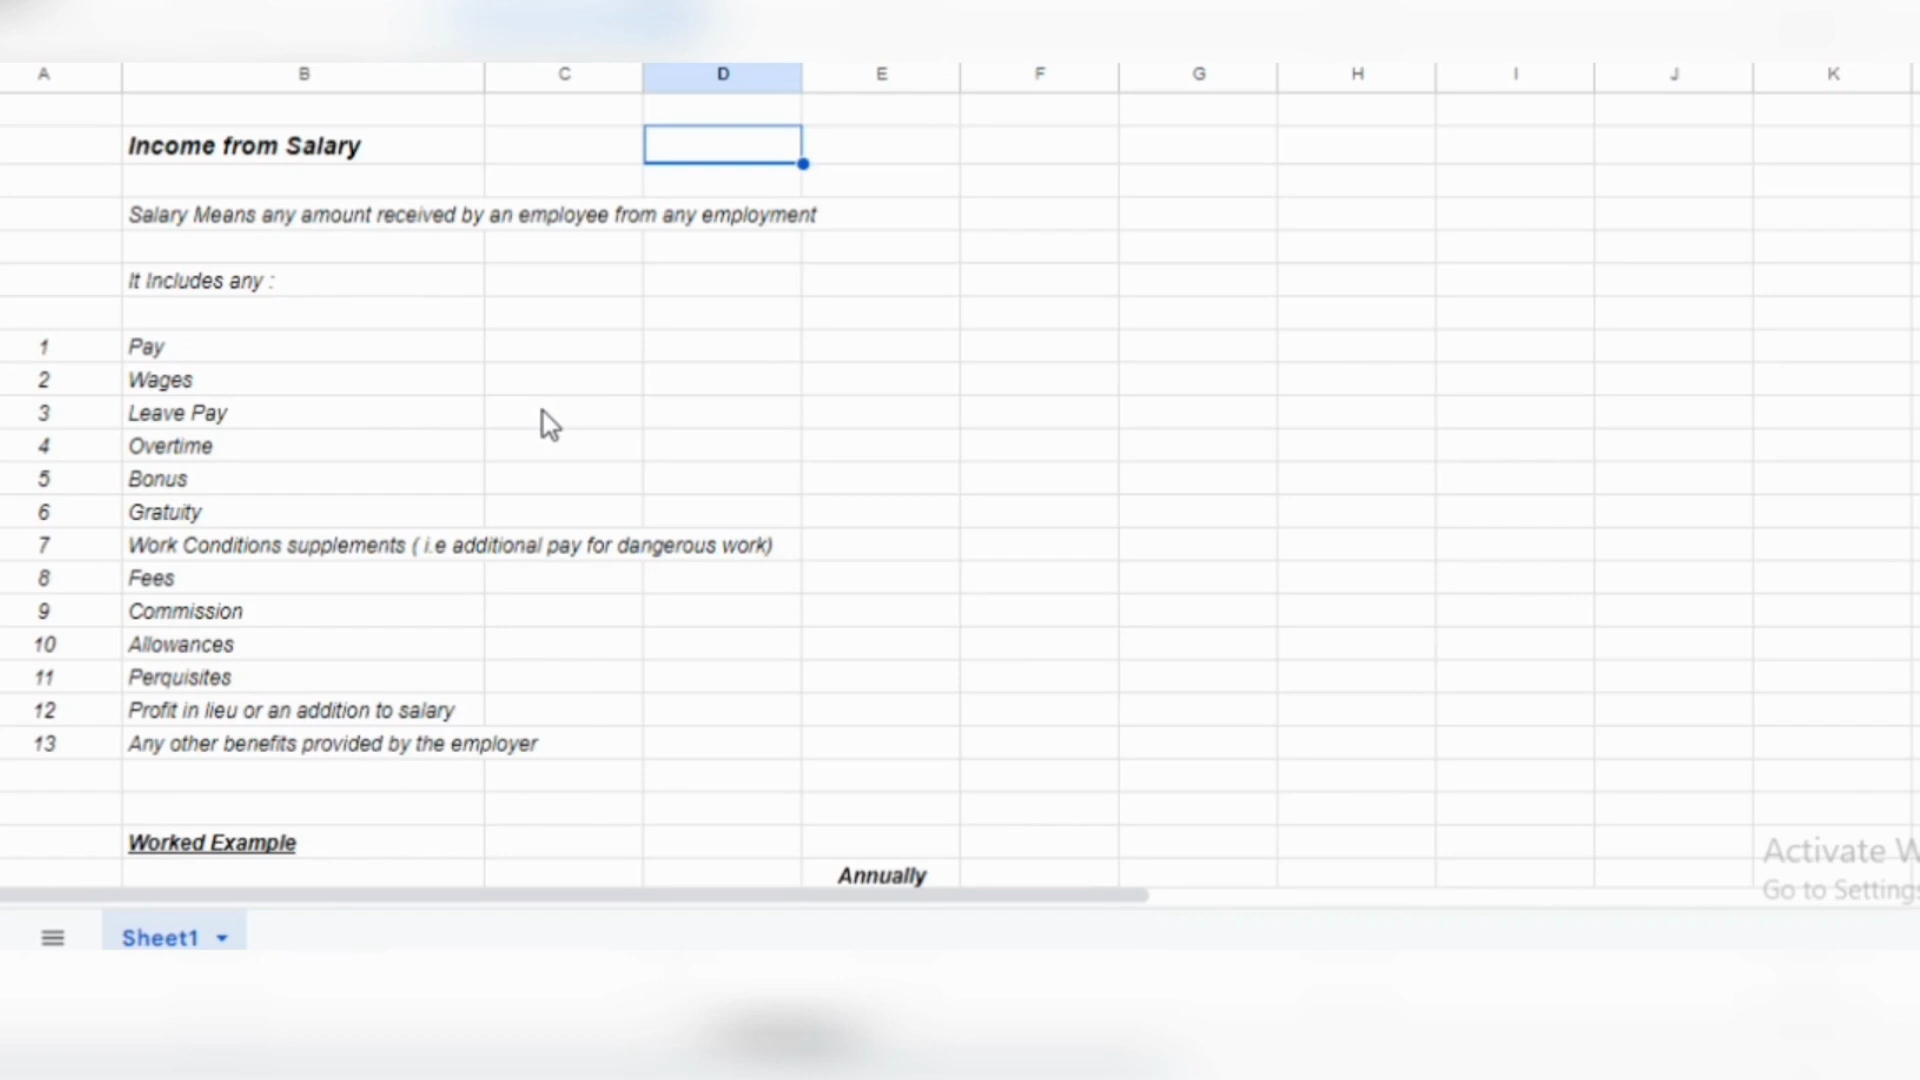 A B C D E F G H I J K
Income from Salary
Salary Means any amount received by an employee from any employment
It Includes any :
1 Pay
2 Wages
3 Leave Pay
4 Overtime
5 Bonus
6 Gratuity
7 Work Conditions supplements ( i.e additional pay for dangerous work)
8 Fees
9 Commission
10 Allowances
11 Perquisites
12 Profit in lieu or an addition to salary
13 Any other benefits provided by the employer
Worked Example
Annually
Activate W
Go to Settings
Sheet1